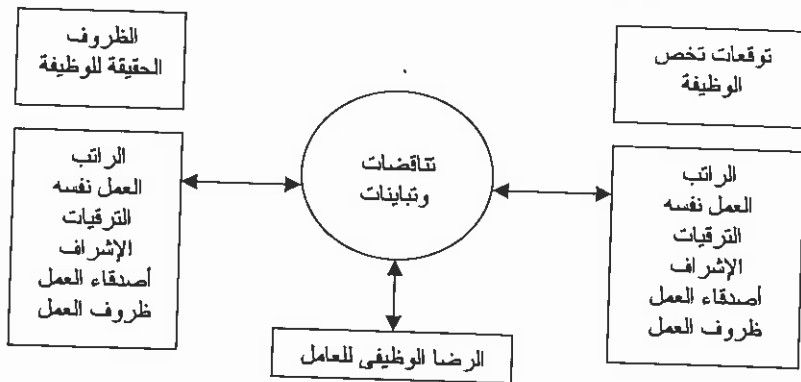 توقعات تخص
الوظيفة
الراتب
العمل نفسه
الترقيات
الإشراف
أصدقاء العمل
ظروف العمل
تناقضات
وتباينات
الظروف
الحقيقة للوظيفة
الراتب
العمل نفسه
الترقيات
الإشراف
أصدقاء العمل
ظروف العمل
الرضا الوظيفى للعامل